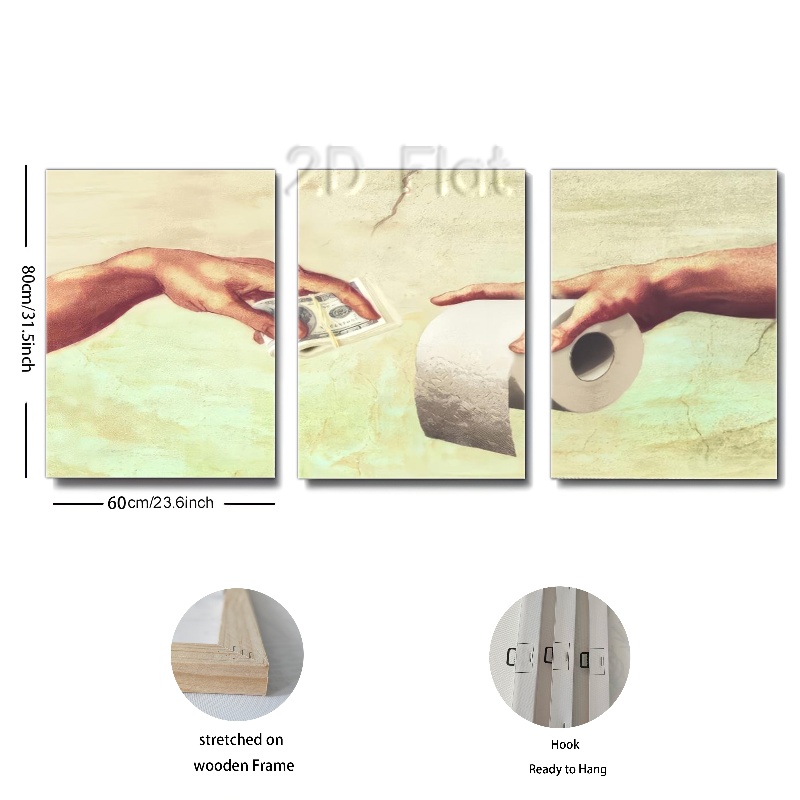 2D Flat
80cm/31.5inch
60cm/23.6inch
stretched on
wooden Frame
Hook
Ready to Hang